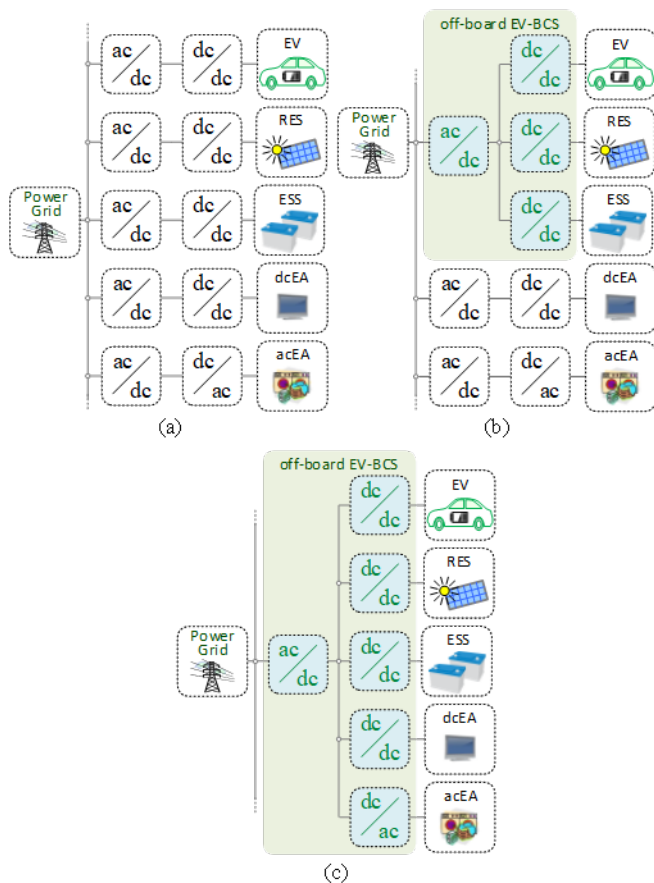 ac dc
dc dc
EV
ac dc
dc dc
RES
Power
Grid
ac dc
dc dc
ESS
ac dc
dc dc
dcEA
ac dc
dc ac
acEA
(a)
off-board EV-BCS
dc dc
EV
Power
Grid
ac dc
dc dc
RES
dc dc
ESS
ac dc
dc dc
dcEA
ac dc
dc ac
acEA
(b)
off-board EV-BCS
dc dc
EV
dc dc
RES
Power
Grid
ac dc
dc dc
ESS
dc dc
dcEA
dc ac
acEA
(c)